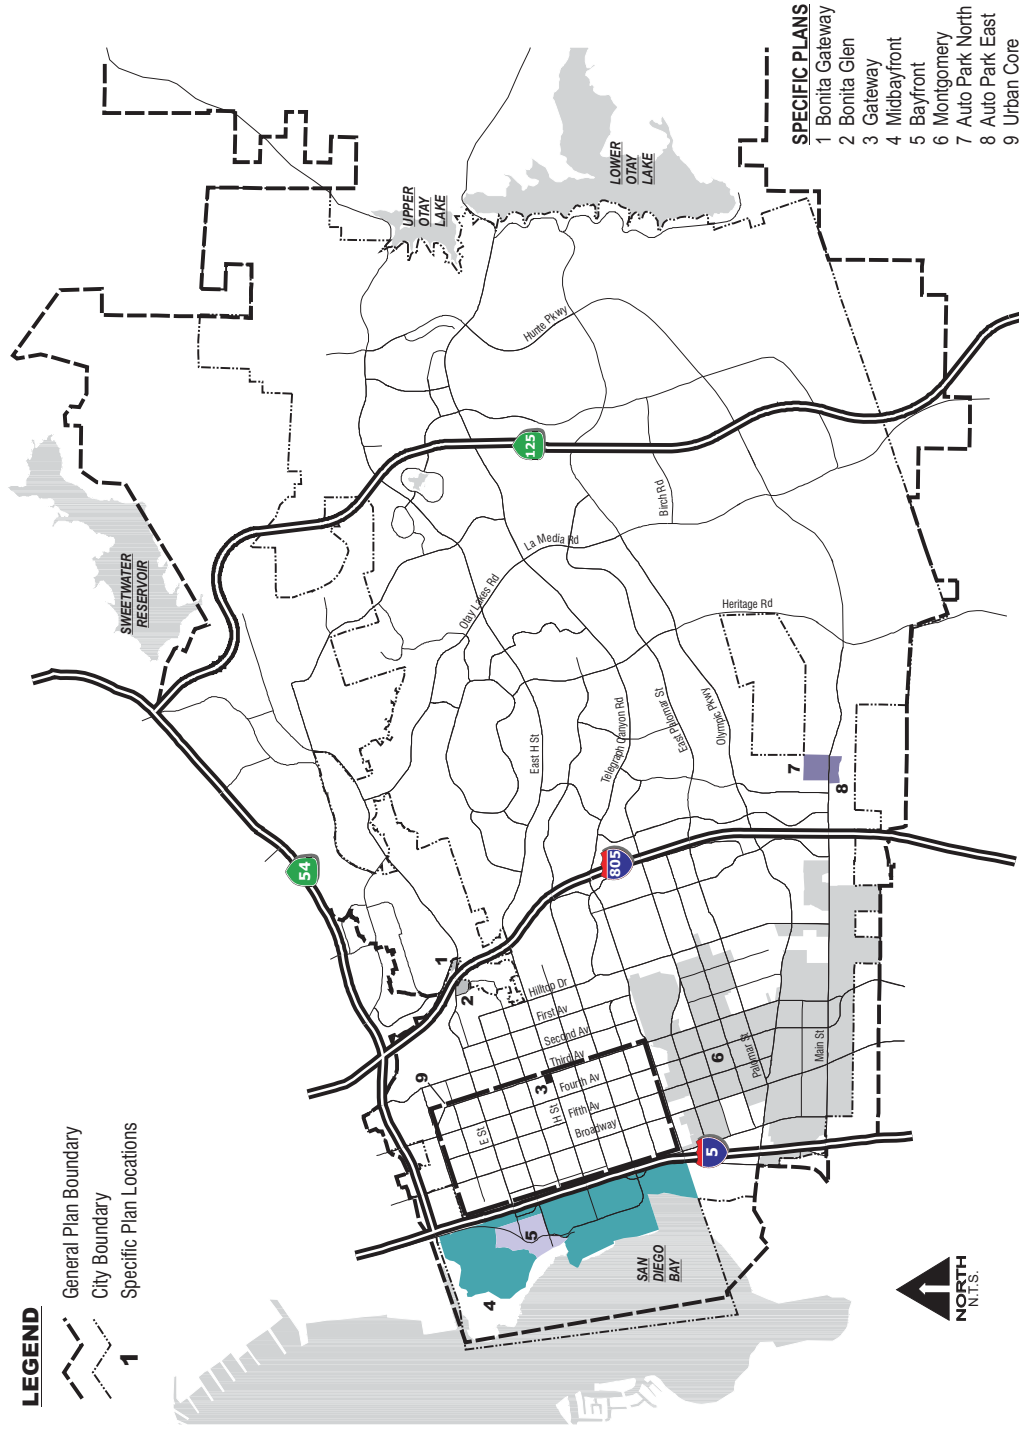 LEGEND
General Plan Boundary
City Boundary
1 Specific Plan Locations
SPECIFIC PLANS
1 Bonita Gateway
2 Bonita Glen
3 Gateway
4 Midbayfront
5 Bayfront
6 Montgomery
7 Auto Park North
8 Auto Park East
9 Urban Core
SWEETWATER
RESERVOIR
UPPER
OTAY
LAKE
LOWER
OTAY
LAKE
SAN
DIEGO
BAY
54
125
805
5
Hunte Pkwy
La Media Rd
Birch Rd
Otay Lakes Rd
Heritage Rd
East H St
Telegraph Canyon Rd
East Palomar St
Olympic Pkwy
Hilltop Dr
First Av
Second Av
Third Av
Fourth Av
Fifth Av
Broadway
E St
H St
Palomar St
Main St
1
2
3
4
5
6
7
8
9
NORTH
N.T.S.